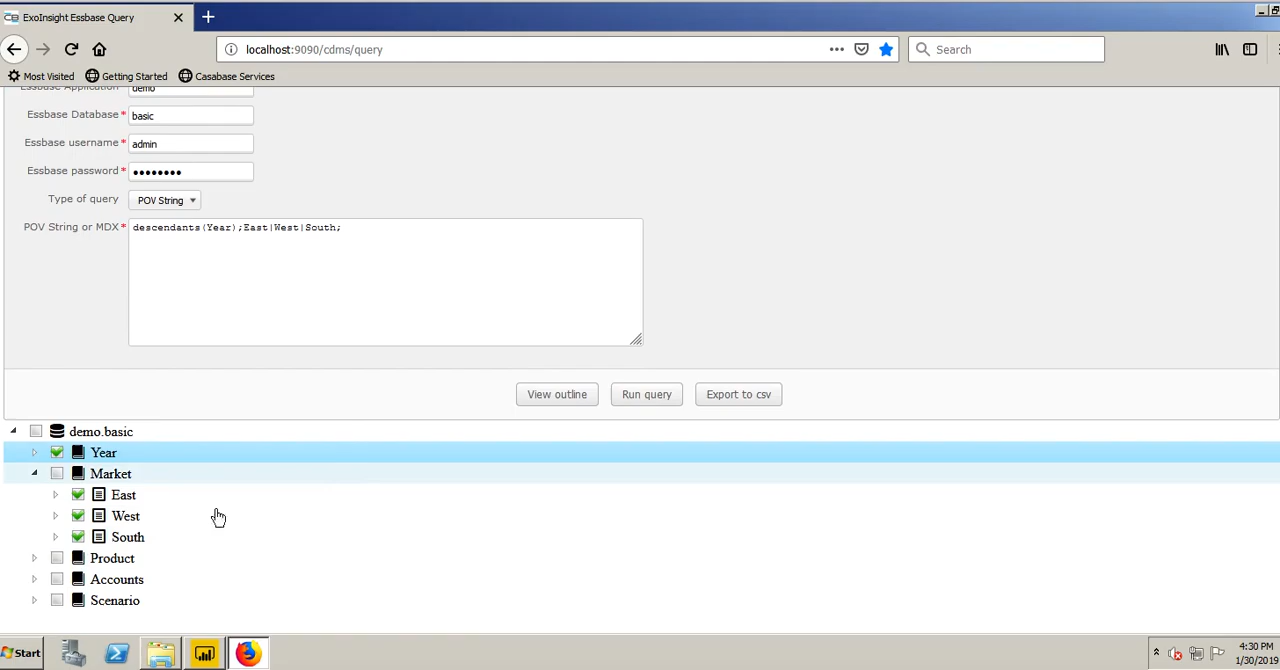 ExoInsight Essbase Query
localhost:9090/cdms/query
Search
Most Visited
Getting Started
Casabase Services
Essbase Application
demo
Essbase Database*
basic
Essbase username*
admin
Essbase password*
Type of query
POV String
POV String or MDX*
descendants(Year);East|West|South;
View outline
Run query
Export to csv
demo.basic
Year
Market
East
West
South
Product
Accounts
Scenario
Start
4:30 PM
1/30/2019